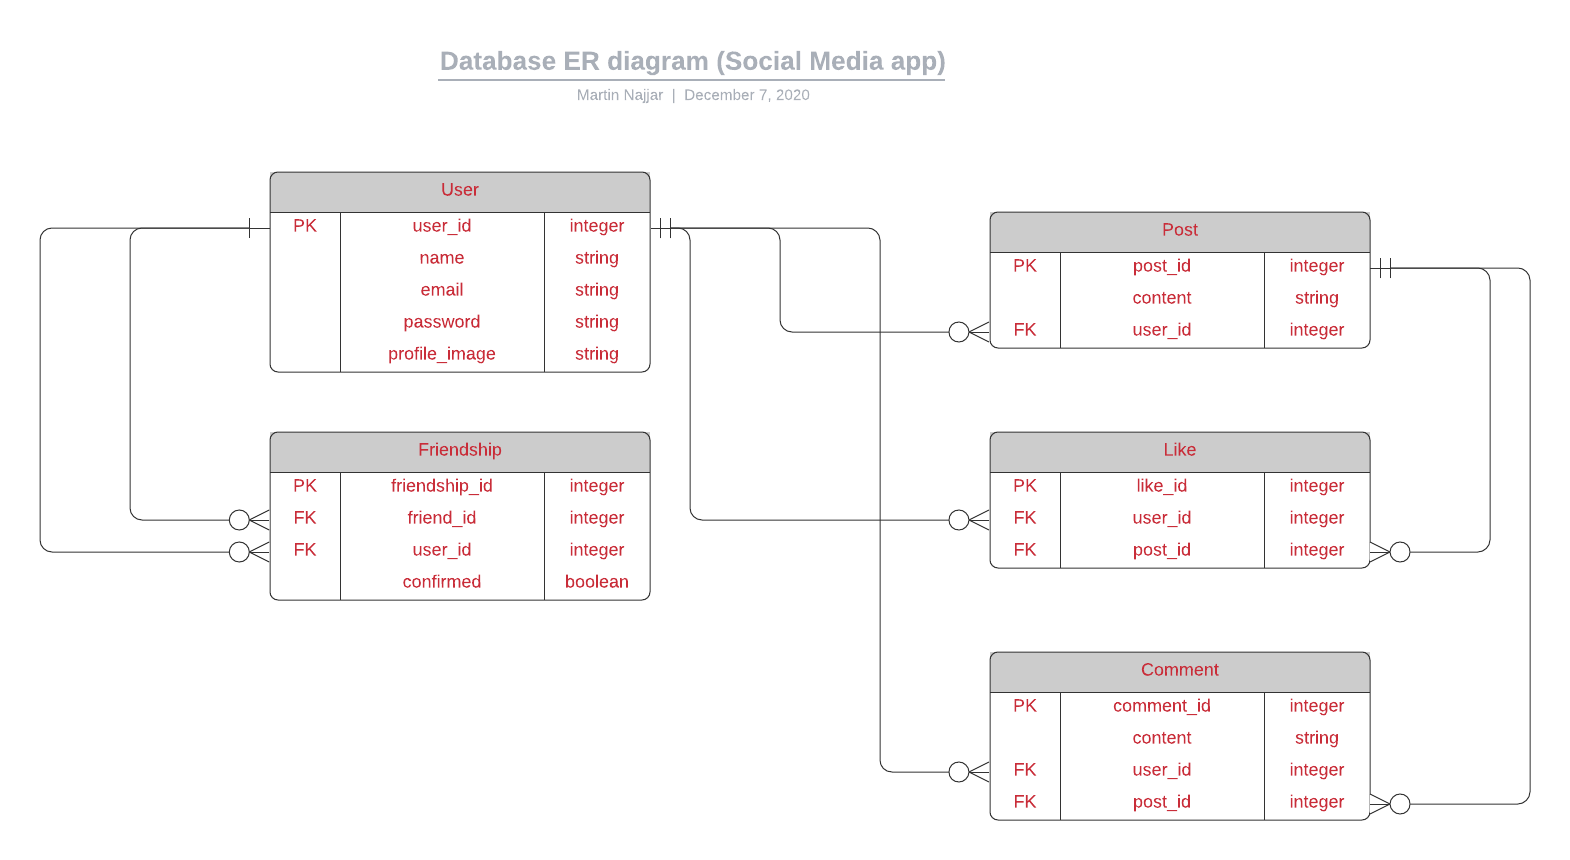 Database ER diagram (Social Media app)
Martin Najjar | December 7, 2020
User
PK user_id integer
name string
email string
password string
profile_image string
Friendship
PK friendship_id integer
FK friend_id integer
FK user_id integer
confirmed boolean
Post
PK post_id integer
content string
FK user_id integer
Like
PK like_id integer
FK user_id integer
FK post_id integer
Comment
PK comment_id integer
content string
FK user_id integer
FK post_id integer